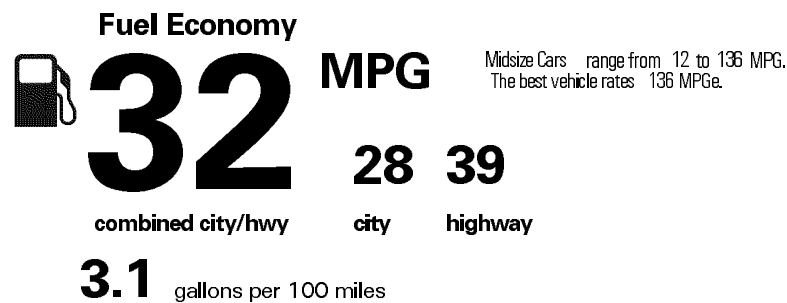 Fuel Economy
32 MPG
Midsize Cars range from 12 to 136 MPG.
The best vehicle rates 136 MPGe.
28 39
combined city/hwy city highway
3.1 gallons per 100 miles